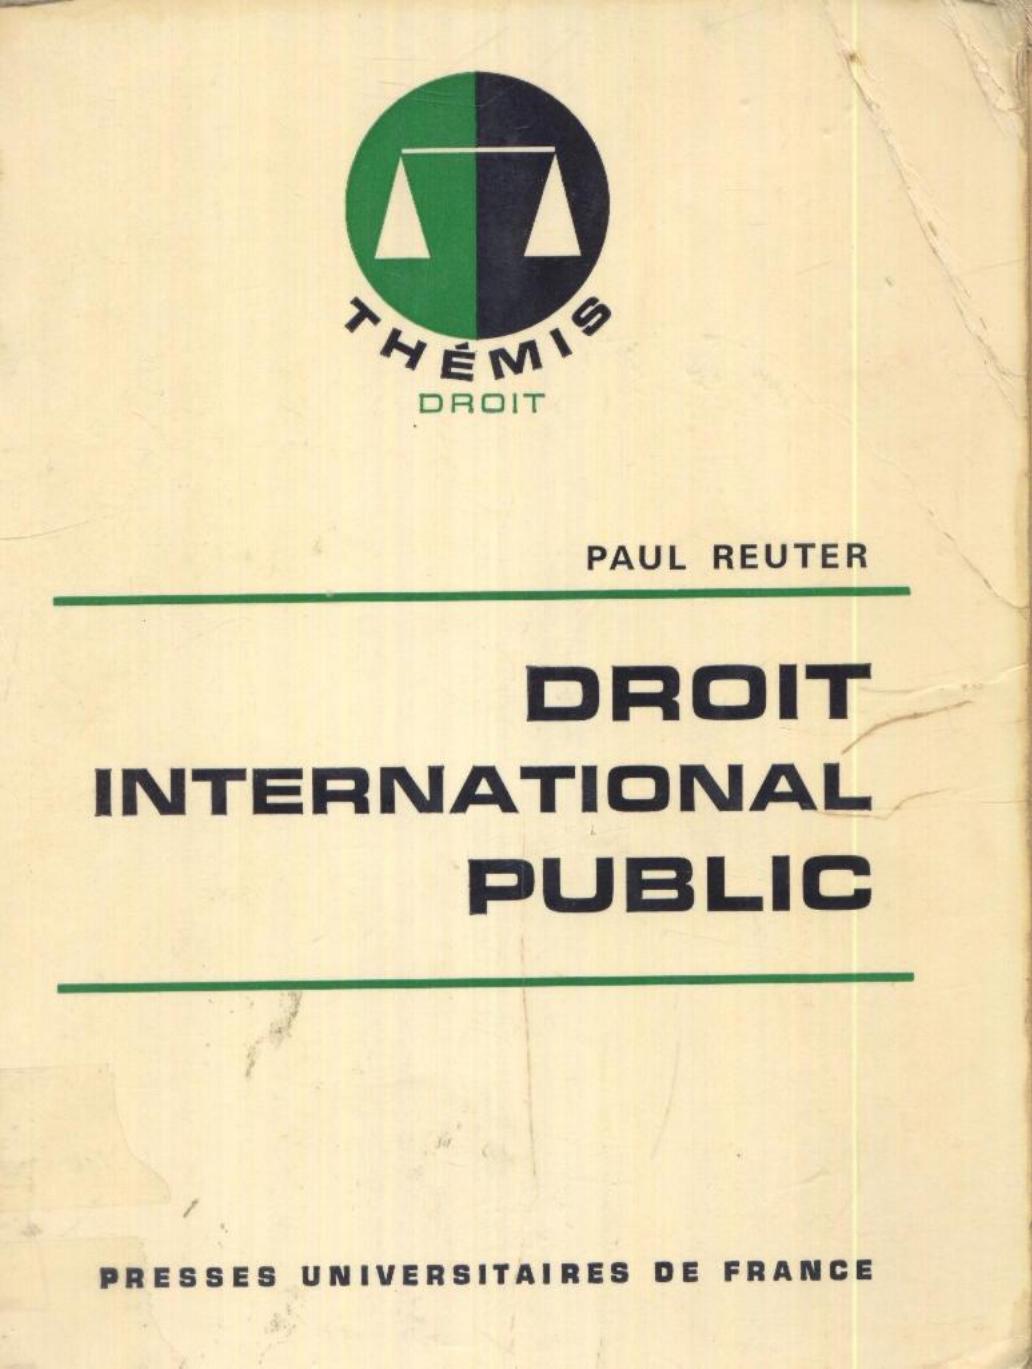 THÉMIS
DROIT
PAUL REUTER
DROIT
INTERNATIONAL
PUBLIC
PRESSES UNIVERSITAIRES DE FRANCE